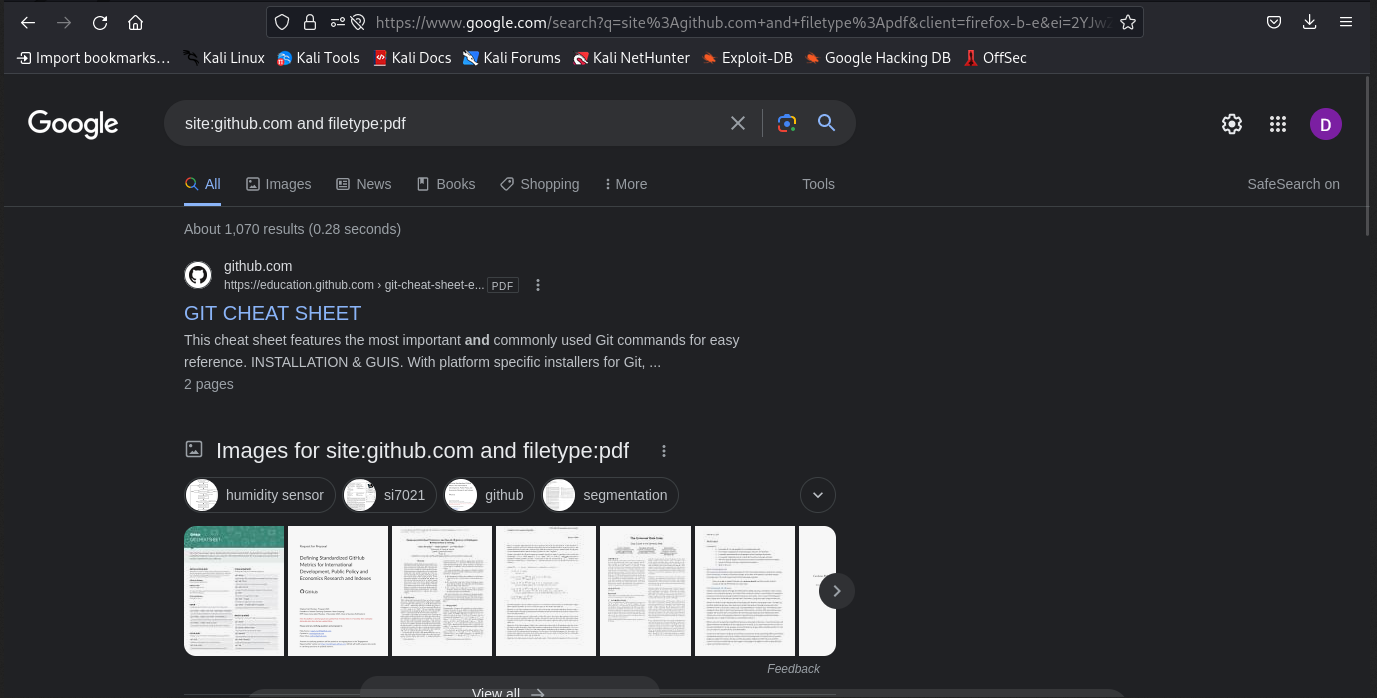 https://www.google.com/search?q=site%3Agithub.com+and+filetype%3Apdf&client=firefox-b-e&ei=2YJw
Import bookmarks... Kali Linux Kali Tools Kali Docs Kali Forums Kali NetHunter Exploit-DB Google Hacking DB OffSec
Google site:github.com and filetype:pdf D
All Images News Books Shopping More Tools SafeSearch on
About 1,070 results (0.28 seconds)
github.com
https://education.github.com › git-cheat-sheet-e... PDF
GIT CHEAT SHEET
This cheat sheet features the most important and commonly used Git commands for easy
reference. INSTALLATION & GUIS. With platform specific installers for Git, ...
2 pages
Images for site:github.com and filetype:pdf
humidity sensor si7021 github segmentation
Defining Standardized GitHub
Metrics for International
Development, Public Policy and
Economics Research and Indexes
Feedback
View all